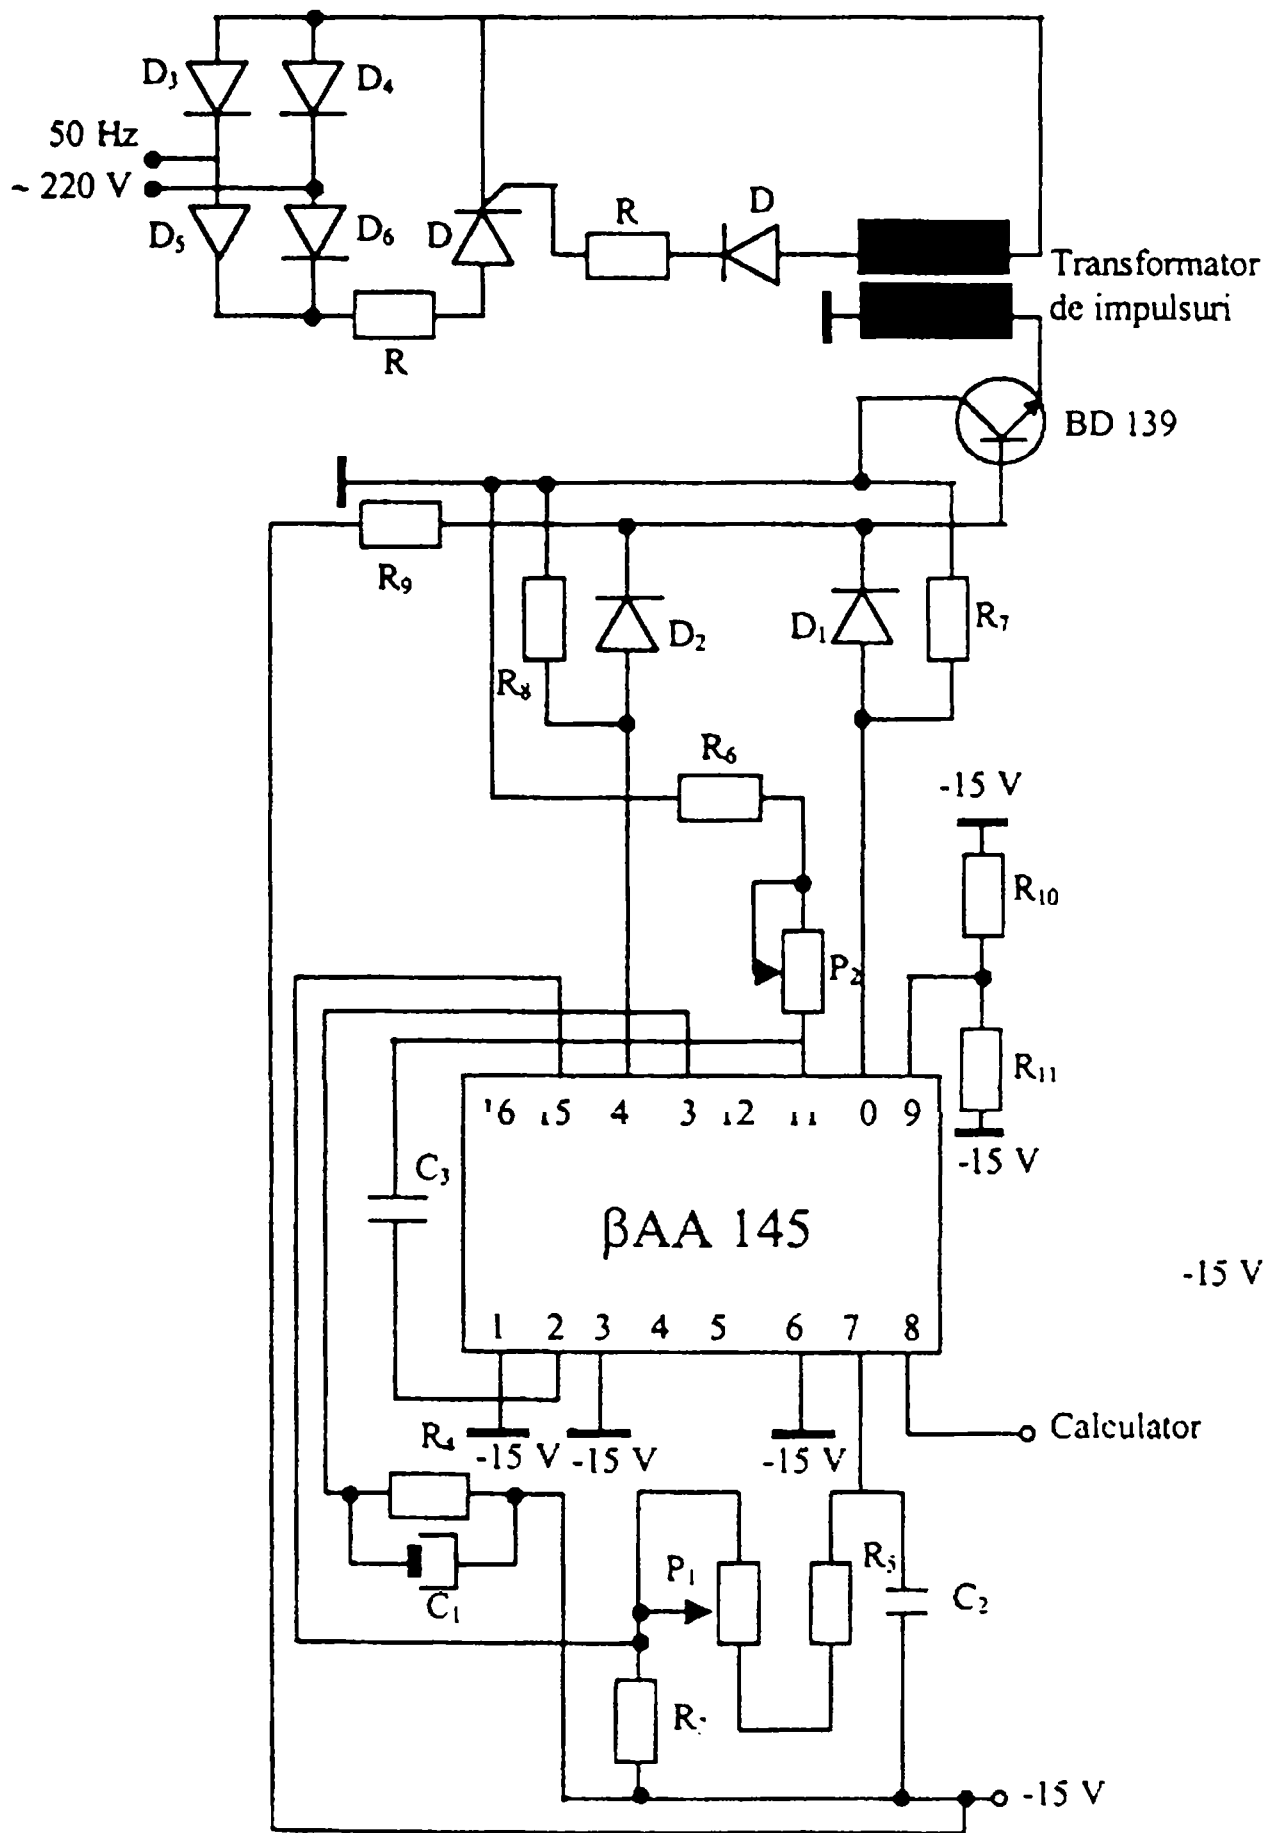 D₃
D₄
50 Hz
~ 220 V
D₅
D₆
D
R
D
R
Transformator
de impulsuri
BD 139
R₉
R₈
D₂
D₁
R₇
R₆
-15 V
R₁₀
P₂
R₁₁
-15 V
16 15 4 3 12 11 0 9
C₃
βAA 145
-15 V
1 2 3 4 5 6 7 8
Calculator
R₄
-15 V
-15 V
-15 V
C₁
P₁
R₅
C₂
R
-15 V